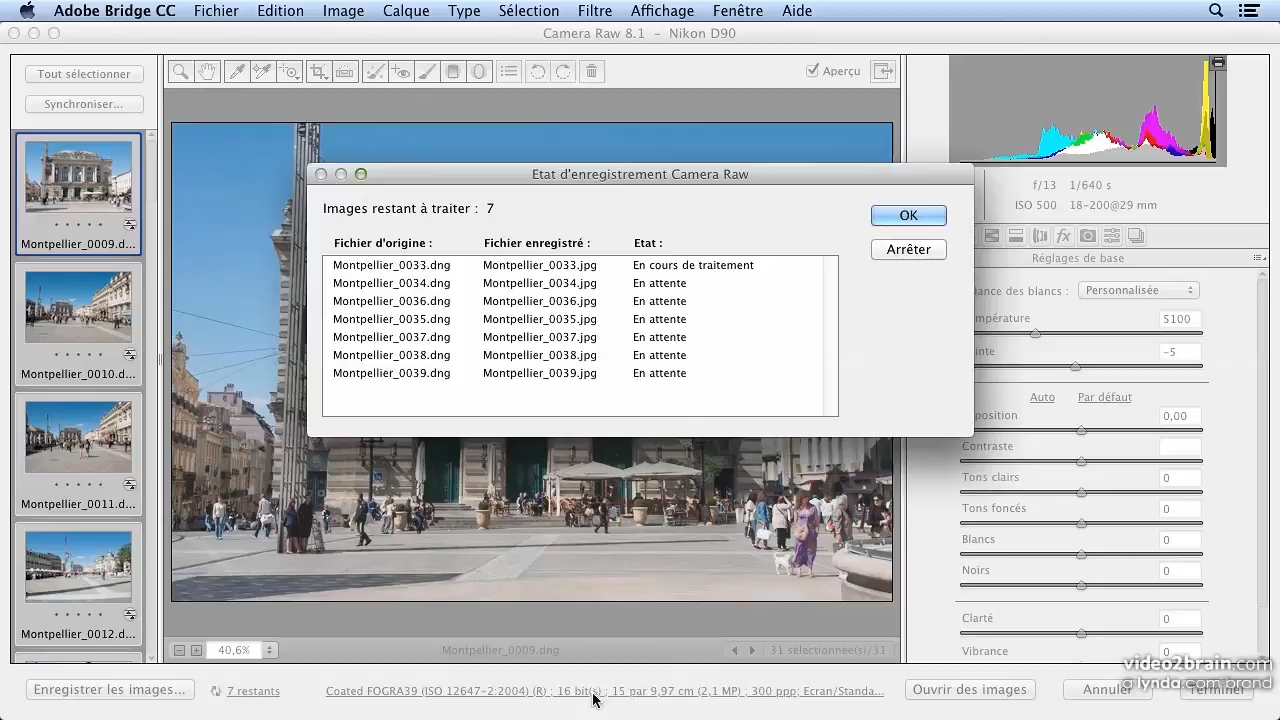 Adobe Bridge CC Fichier Edition Image Calque Type Sélection Filtre Affichage Fenêtre Aide
Camera Raw 8.1 - Nikon D90
Tout sélectionner
Synchroniser...
Aperçu
Montpellier_0009.d...
Montpellier_0010.d...
Montpellier_0011.d...
Montpellier_0012.d...
Etat d'enregistrement Camera Raw
Images restant à traiter : 7
OK
Arrêter
Fichier d'origine : Fichier enregistré : Etat :
Montpellier_0033.dng Montpellier_0033.jpg En cours de traitement
Montpellier_0034.dng Montpellier_0034.jpg En attente
Montpellier_0036.dng Montpellier_0036.jpg En attente
Montpellier_0035.dng Montpellier_0035.jpg En attente
Montpellier_0037.dng Montpellier_0037.jpg En attente
Montpellier_0038.dng Montpellier_0038.jpg En attente
Montpellier_0039.dng Montpellier_0039.jpg En attente
f/13 1/640 s
ISO 500 18-200@29 mm
fx
Réglages de base
lance des blancs : Personnalisée
mpérature 5100
inte -5
Auto Par défaut
position 0,00
Contraste
Tons clairs 0
Tons foncés 0
Blancs 0
Noirs 0
Clarté 0
Vibrance
40,6% Montpellier_0009.dng 31 sélectionnée(s)/31
Enregistrer les images... 7 restants Coated FOGRA39 (ISO 12647-2:2004) (R) ; 16 bit(s) ; 15 par 9,97 cm (2,1 MP) ; 300 ppp; Ecran/Standa... Ouvrir des images Annuler Terminer
video2brain.com
a lynda.com brand